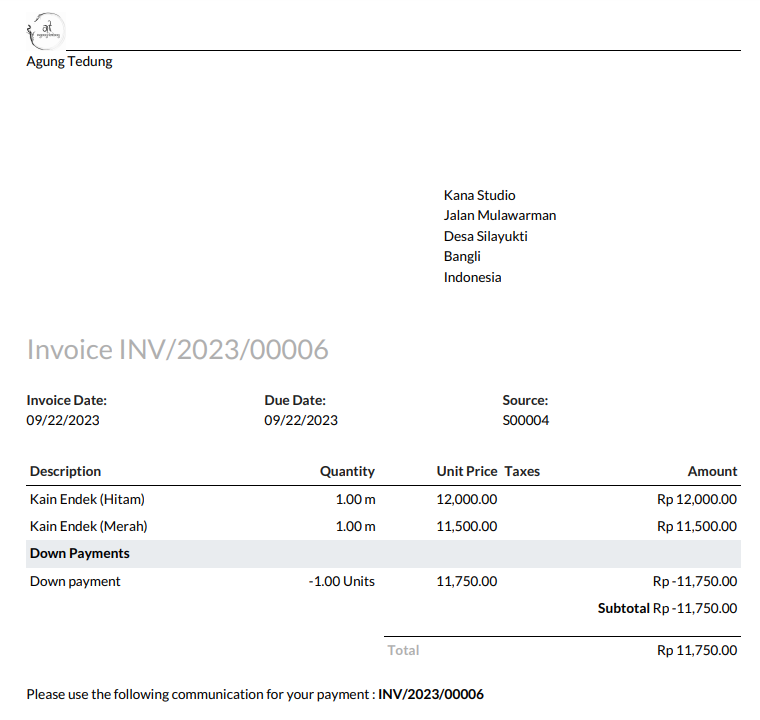 at
Agung Tedung
Kana Studio
Jalan Mulawarman
Desa Silayukti
Bangli
Indonesia
Invoice INV/2023/00006
Invoice Date: Due Date: Source:
09/22/2023 09/22/2023 S00004
Description Quantity Unit Price Taxes Amount
Kain Endek (Hitam) 1.00 m 12,000.00 Rp 12,000.00
Kain Endek (Merah) 1.00 m 11,500.00 Rp 11,500.00
Down Payments
Down payment -1.00 Units 11,750.00 Rp -11,750.00
Subtotal Rp -11,750.00
Total Rp 11,750.00
Please use the following communication for your payment : INV/2023/00006